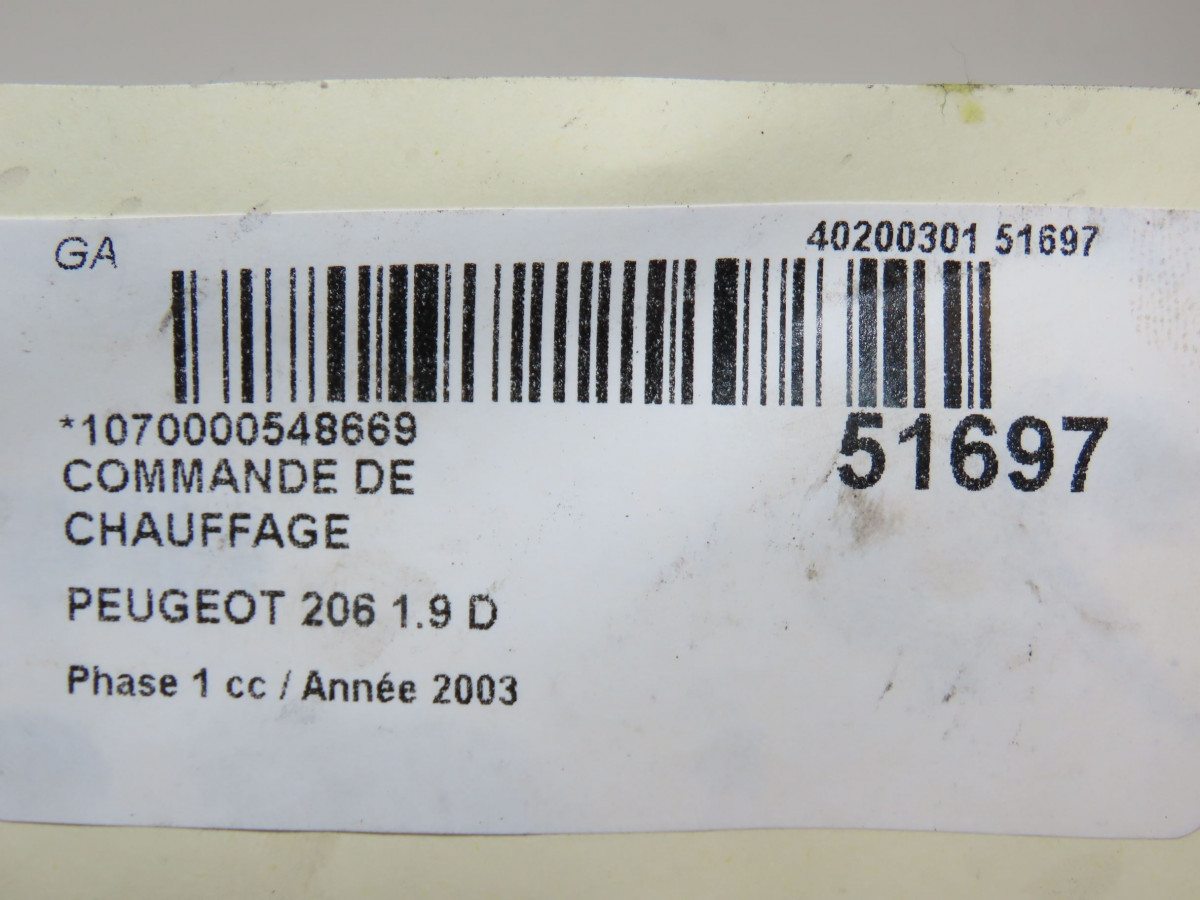 GA
40200301 51697
*1070000548669
51697
COMMANDE DE
CHAUFFAGE
PEUGEOT 206 1.9 D
Phase 1 cc / Année 2003